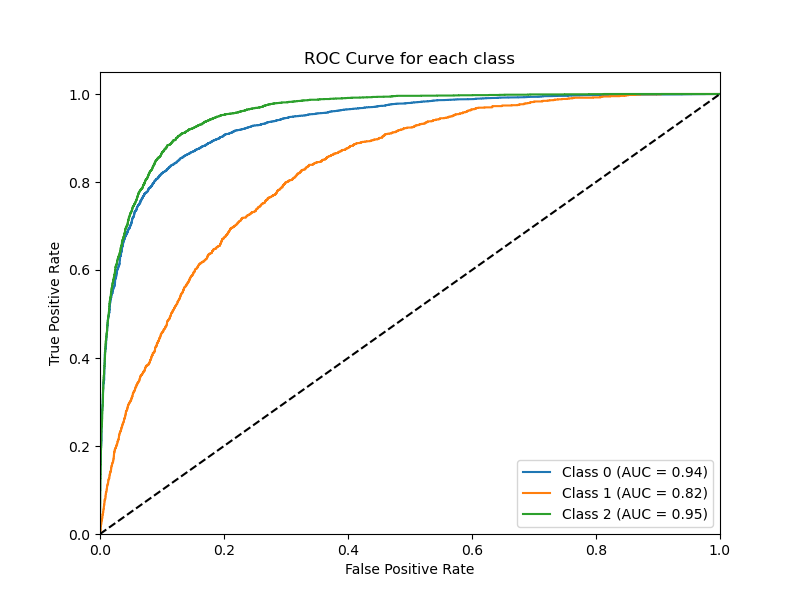 ROC Curve for each class
1.0
0.8
0.6
0.4
0.2
0.0
True Positive Rate
0.0 0.2 0.4 0.6 0.8 1.0
False Positive Rate
Class 0 (AUC = 0.94)
Class 1 (AUC = 0.82)
Class 2 (AUC = 0.95)